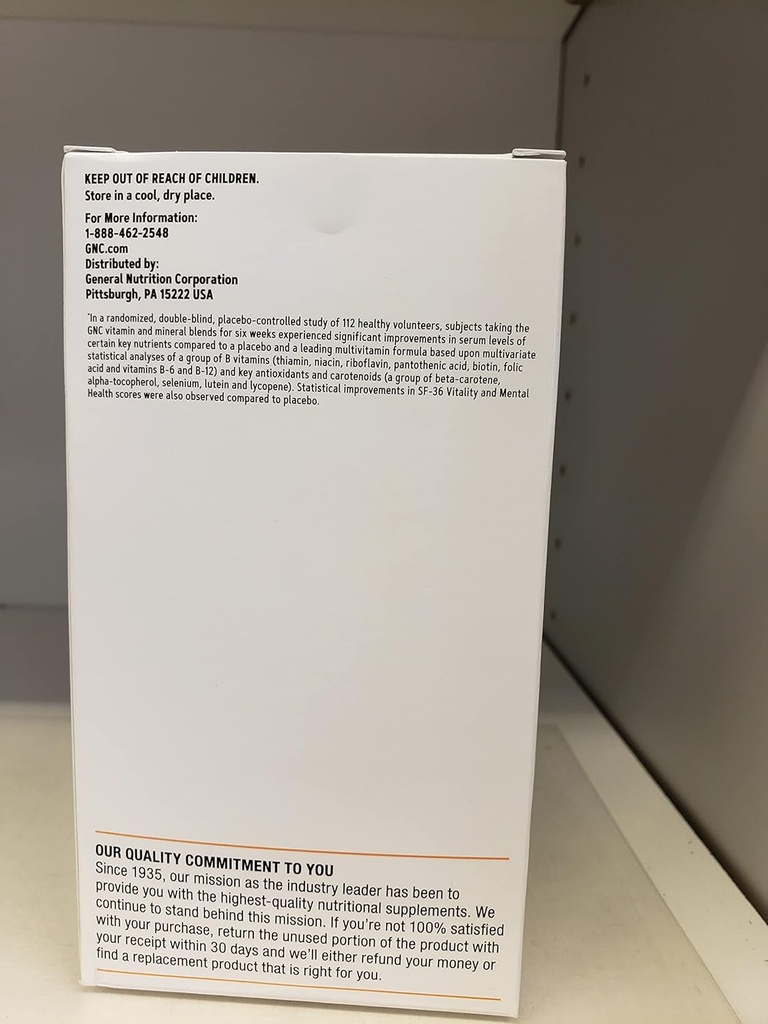 KEEP OUT OF REACH OF CHILDREN.
Store in a cool, dry place.
For More Information:
1-888-462-2548
GNC.com
Distributed by:
General Nutrition Corporation
Pittsburgh, PA 15222 USA
*In a randomized, double-blind, placebo-controlled study of 112 healthy volunteers, subjects taking the
GNC vitamin and mineral blends for six weeks experienced significant improvements in serum levels of
certain key nutrients compared to a placebo and a leading multivitamin formula based upon multivariate
statistical analyses of a group of B vitamins (thiamin, niacin, riboflavin, pantothenic acid, biotin, folic
acid and vitamins B-6 and B-12) and key antioxidants and carotenoids (a group of beta-carotene,
alpha-tocopherol, selenium, lutein and lycopene). Statistical improvements in SF-36 Vitality and Mental
Health scores were also observed compared to placebo.
OUR QUALITY COMMITMENT TO YOU
Since 1935, our mission as the industry leader has been to
provide you with the highest-quality nutritional supplements. We
continue to stand behind this mission. If you're not 100% satisfied
with your purchase, return the unused portion of the product with
your receipt within 30 days and we'll either refund your money or
find a replacement product that is right for you.